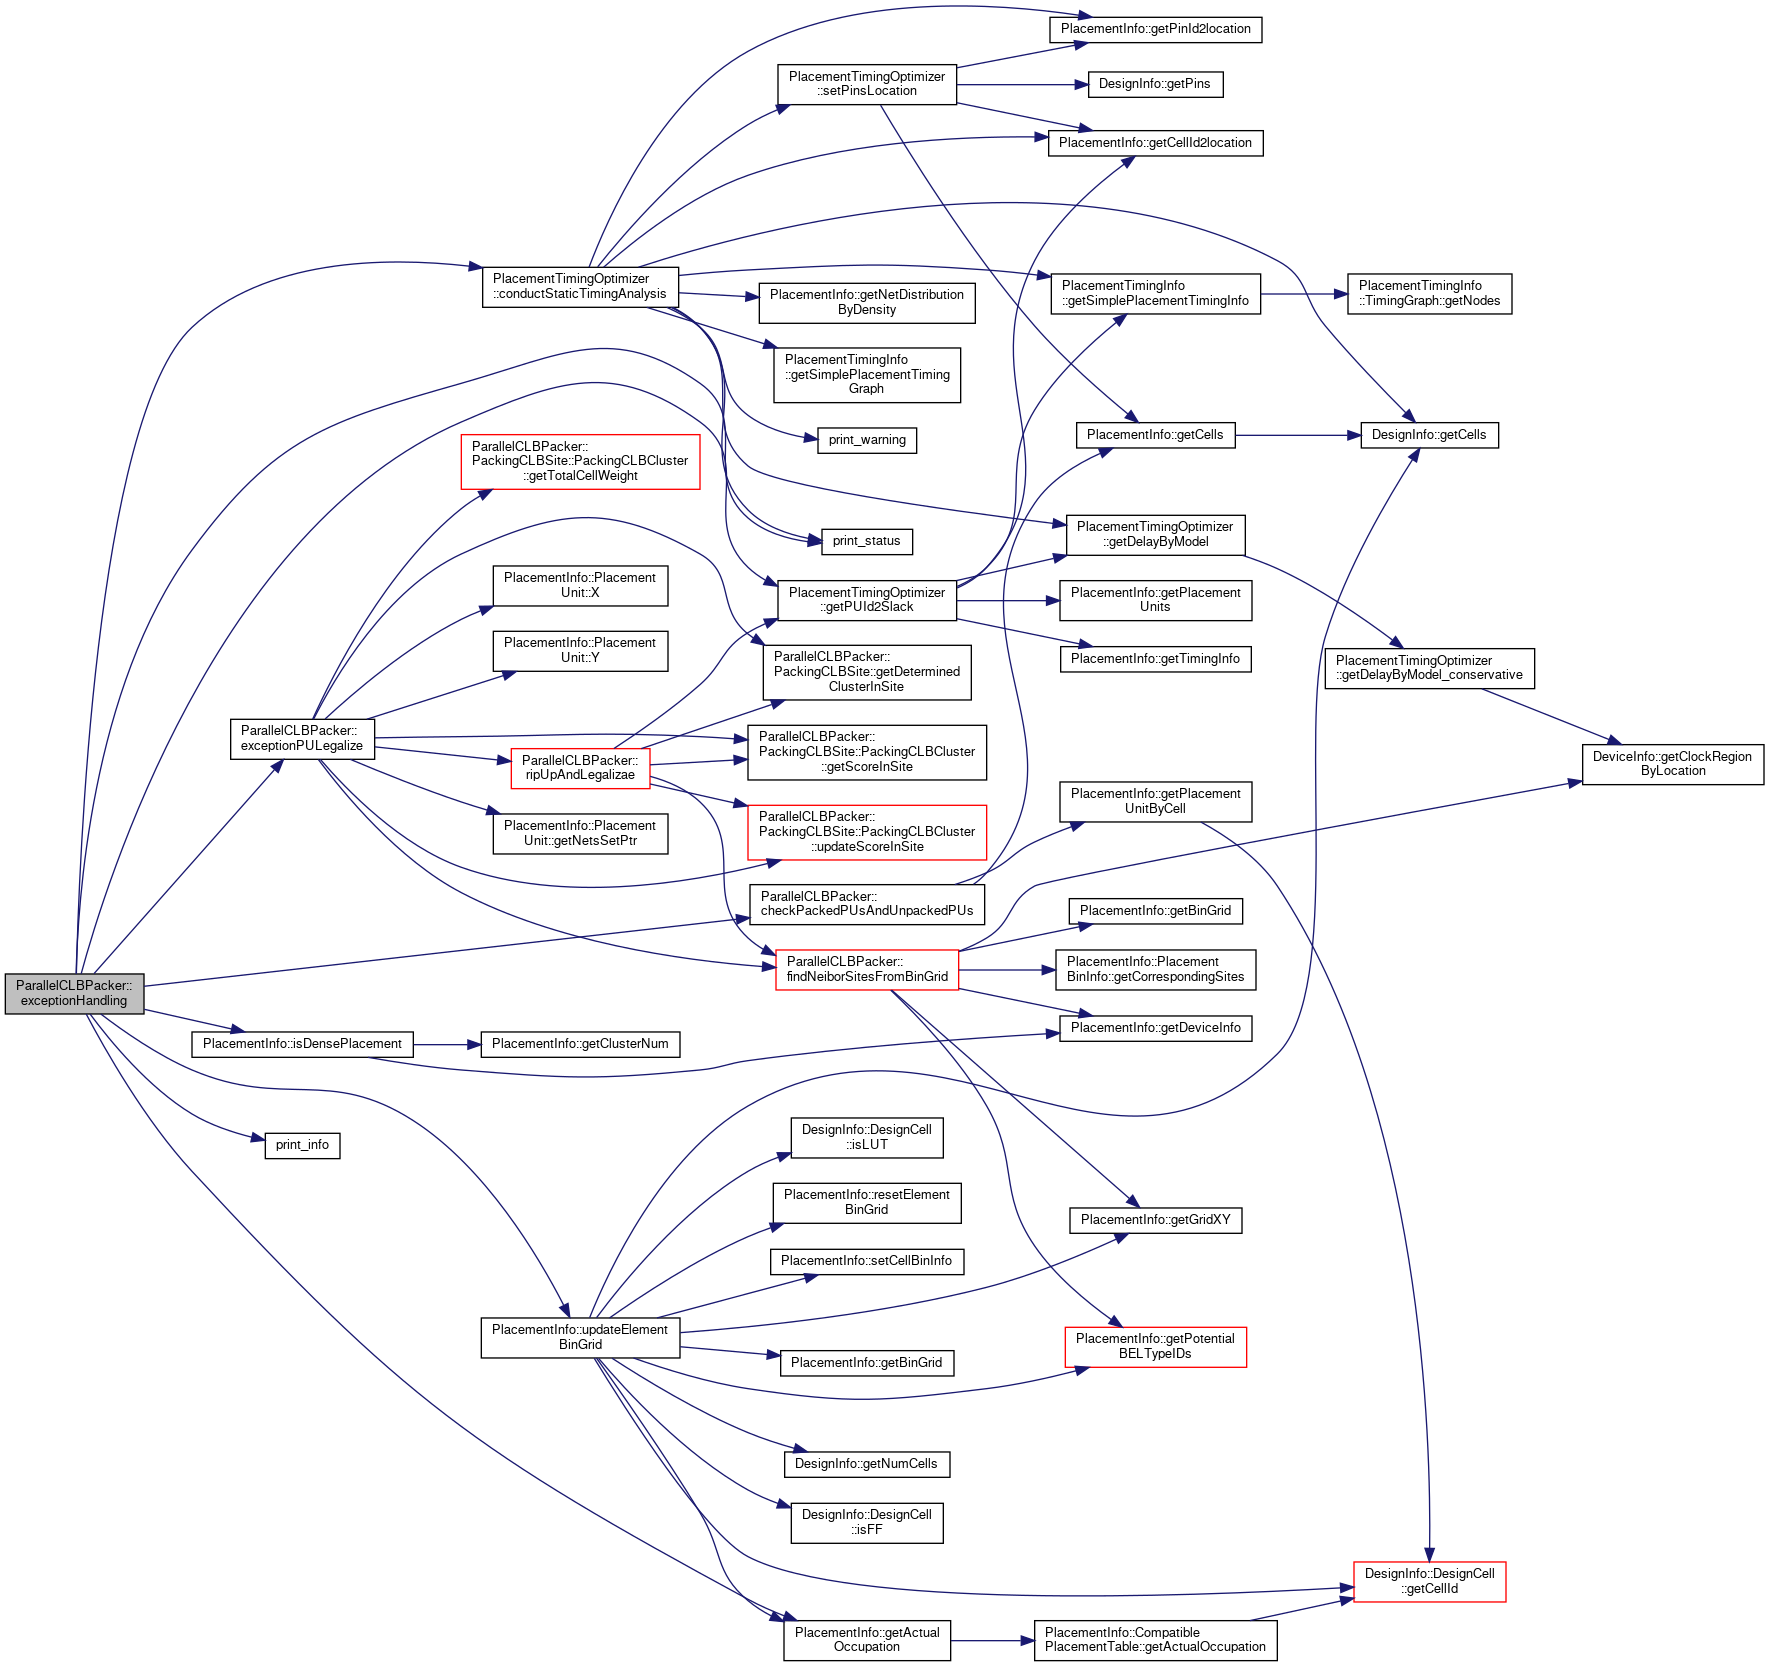 PlacementInfo::getPinId2location
PlacementTimingOptimizer
::setPinsLocation
DesignInfo::getPins
PlacementInfo::getCellId2location
PlacementTimingOptimizer
::conductStaticTimingAnalysis
PlacementInfo::getNetDistribution
ByDensity
PlacementTimingInfo
::getSimplePlacementTimingInfo
PlacementTimingInfo
::TimingGraph::getNodes
PlacementTimingInfo
::getSimplePlacementTiming
Graph
print_warning
PlacementInfo::getCells
DesignInfo::getCells
ParallelCLBPacker::
PackingCLBSite::PackingCLBCluster
::getTotalCellWeight
print_status
PlacementTimingOptimizer
::getDelayByModel
PlacementInfo::Placement
Unit::X
PlacementTimingOptimizer
::getPUId2Slack
PlacementInfo::getPlacement
Units
PlacementInfo::Placement
Unit::Y
ParallelCLBPacker::
PackingCLBSite::getDetermined
ClusterInSite
PlacementInfo::getTimingInfo
PlacementTimingOptimizer
::getDelayByModel_conservative
ParallelCLBPacker::
exceptionPULegalize
ParallelCLBPacker::
ripUpAndLegalizae
ParallelCLBPacker::
PackingCLBSite::PackingCLBCluster
::getScoreInSite
DeviceInfo::getClockRegion
ByLocation
PlacementInfo::Placement
Unit::getNetsSetPtr
ParallelCLBPacker::
PackingCLBSite::PackingCLBCluster
::updateScoreInSite
PlacementInfo::getPlacement
UnitByCell
ParallelCLBPacker::
checkPackedPUsAndUnpackedPUs
PlacementInfo::getBinGrid
ParallelCLBPacker::
findNeiborSitesFromBinGrid
PlacementInfo::Placement
BinInfo::getCorrespondingSites
ParallelCLBPacker::
exceptionHandling
PlacementInfo::isDensePlacement
PlacementInfo::getClusterNum
PlacementInfo::getDeviceInfo
print_info
DesignInfo::DesignCell
::isLUT
PlacementInfo::resetElement
BinGrid
PlacementInfo::getGridXY
PlacementInfo::setCellBinInfo
PlacementInfo::updateElement
BinGrid
PlacementInfo::getBinGrid
PlacementInfo::getPotential
BELTypeIDs
DesignInfo::getNumCells
DesignInfo::DesignCell
::isFF
DesignInfo::DesignCell
::getCellId
PlacementInfo::getActual
Occupation
PlacementInfo::Compatible
PlacementTable::getActualOccupation